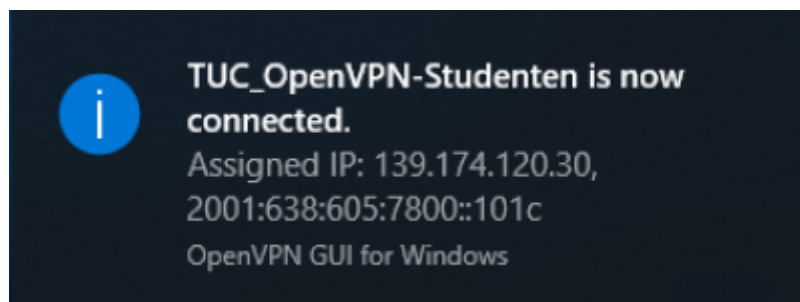 TUC_OpenVPN-Studenten is now
connected.
Assigned IP: 139.174.120.30,
2001:638:605:7800::101c
OpenVPN GUI for Windows